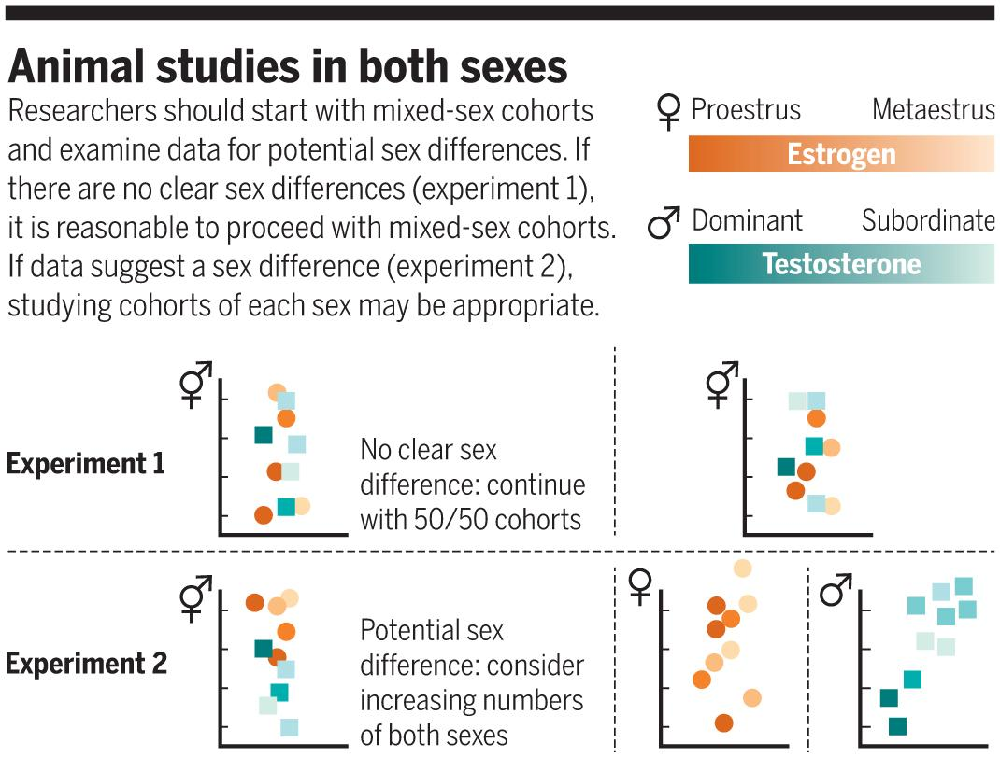 Animal studies in both sexes
Researchers should start with mixed-sex cohorts
and examine data for potential sex differences. If
there are no clear sex differences (experiment 1),
it is reasonable to proceed with mixed-sex cohorts.
If data suggest a sex difference (experiment 2),
studying cohorts of each sex may be appropriate.
♀ Proestrus Metaestrus
Estrogen
♂ Dominant Subordinate
Testosterone
Experiment 1
No clear sex
difference: continue
with 50/50 cohorts
Experiment 2
Potential sex
difference: consider
increasing numbers
of both sexes
♀
♂